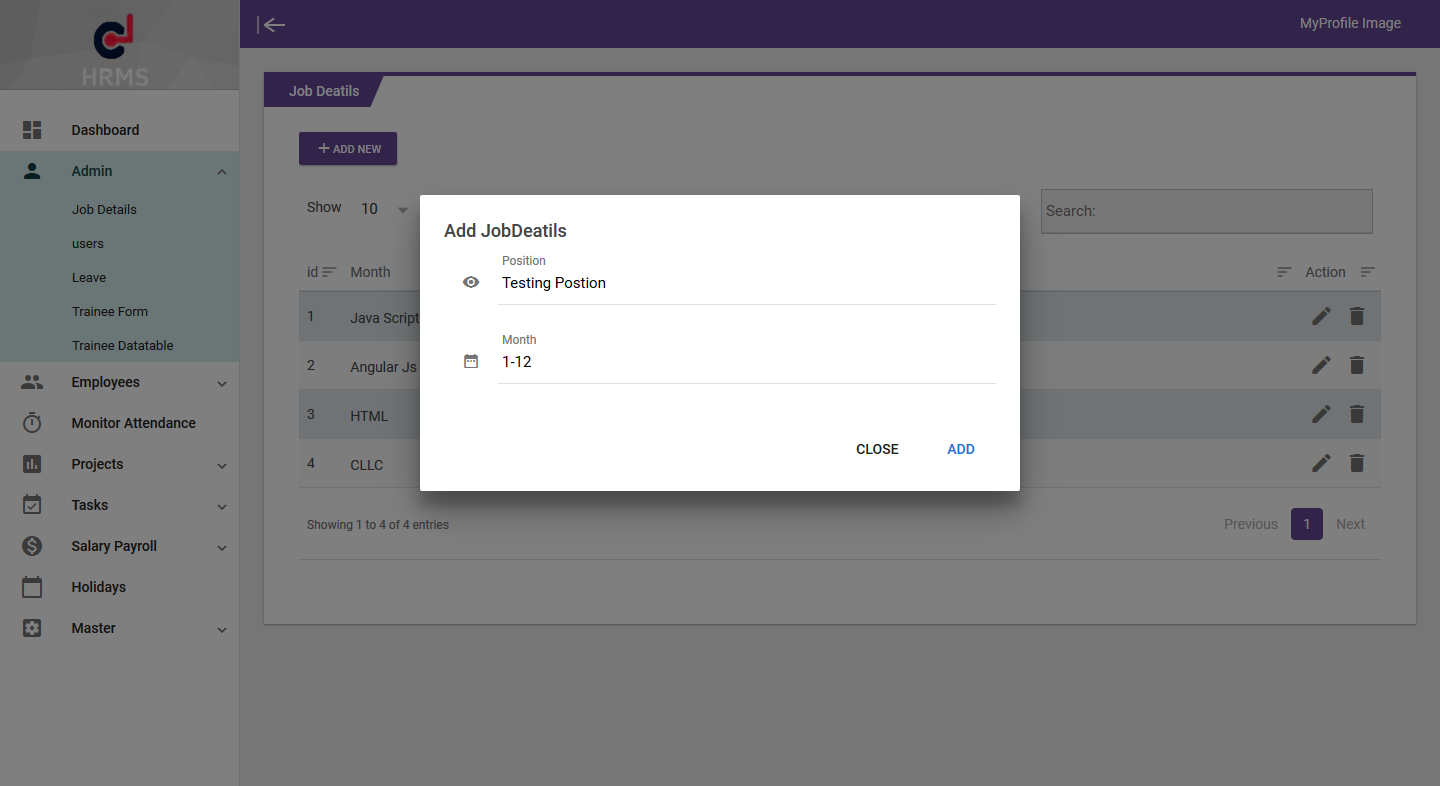 HRMS
MyProfile Image
Dashboard
Admin
Job Details
users
Leave
Trainee Form
Trainee Datatable
Employees
Monitor Attendance
Projects
Tasks
Salary Payroll
Holidays
Master
Job Deatils
ADD NEW
Show 10
Search:
id Month Action
1 Java Script
2 Angular Js
3 HTML
4 CLLC
Showing 1 to 4 of 4 entries
Previous 1 Next
Add JobDeatils
Position
Testing Postion
Month
1-12
CLOSE ADD